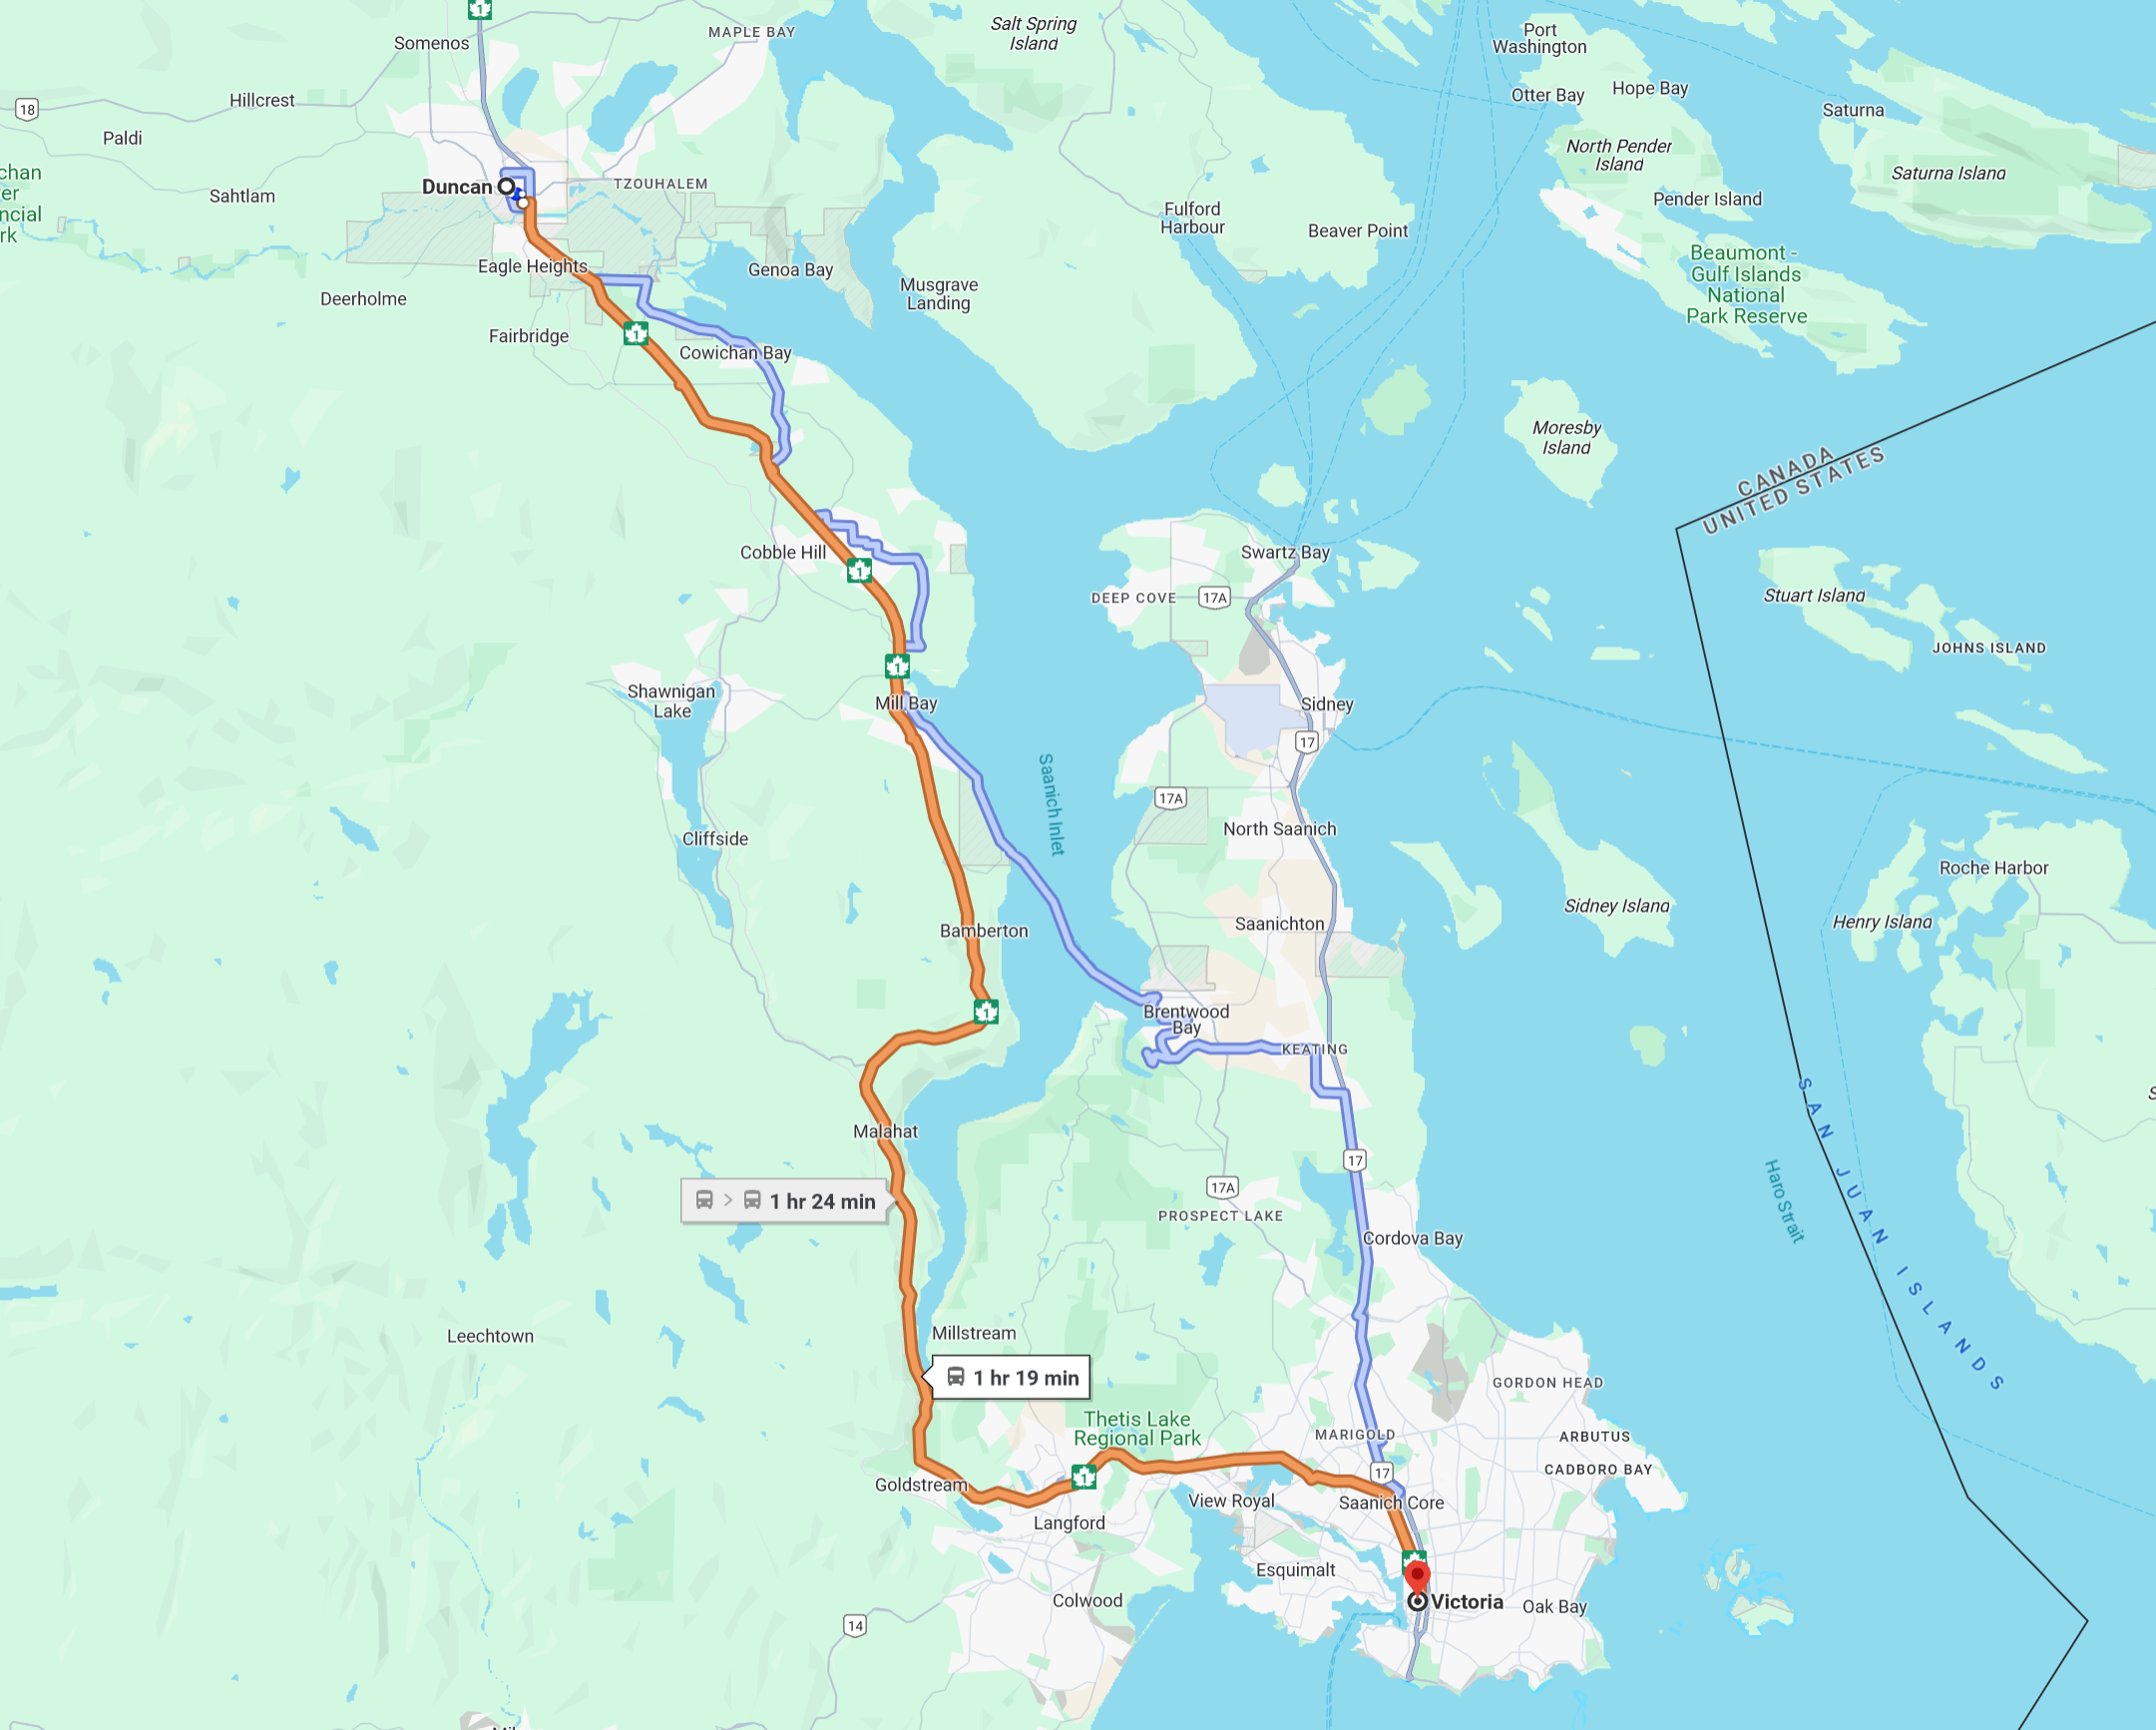 1
Somenos
MAPLE BAY
Salt Spring
Island
Port
Washington
18
Hillcrest
Paldi
Otter Bay
Hope Bay
Saturna
North Pender
Island
Saturna Island
chan
er
ncial
rk
Sahtlam
Duncan
TZOUHALEM
Pender Island
Fulford
Harbour
Beaver Point
Eagle Heights
Genoa Bay
Musgrave
Landing
Beaumont -
Gulf Islands
National
Park Reserve
Deerholme
Fairbridge
1
Cowichan Bay
Moresby
Island
CANADA
UNITED STATES
Cobble Hill
1
Swartz Bay
DEEP COVE
17A
Stuart Island
JOHNS ISLAND
1
Shawnigan
Lake
Mill Bay
Sidney
17
Saanich Inlet
17A
North Saanich
Cliffside
Roche Harbor
Sidney Island
Henry Island
Saanichton
Bamberton
1
Brentwood
Bay
KEATING
S
SAN JUAN ISLANDS
Malahat
17
Haro Strait
17A
1 hr 24 min
PROSPECT LAKE
Cordova Bay
Leechtown
Millstream
1 hr 19 min
GORDON HEAD
Thetis Lake
Regional Park
MARIGOLD
ARBUTUS
CADBORO BAY
1
17
Goldstream
View Royal
Saanich Core
Langford
Esquimalt
Colwood
Victoria
Oak Bay
14